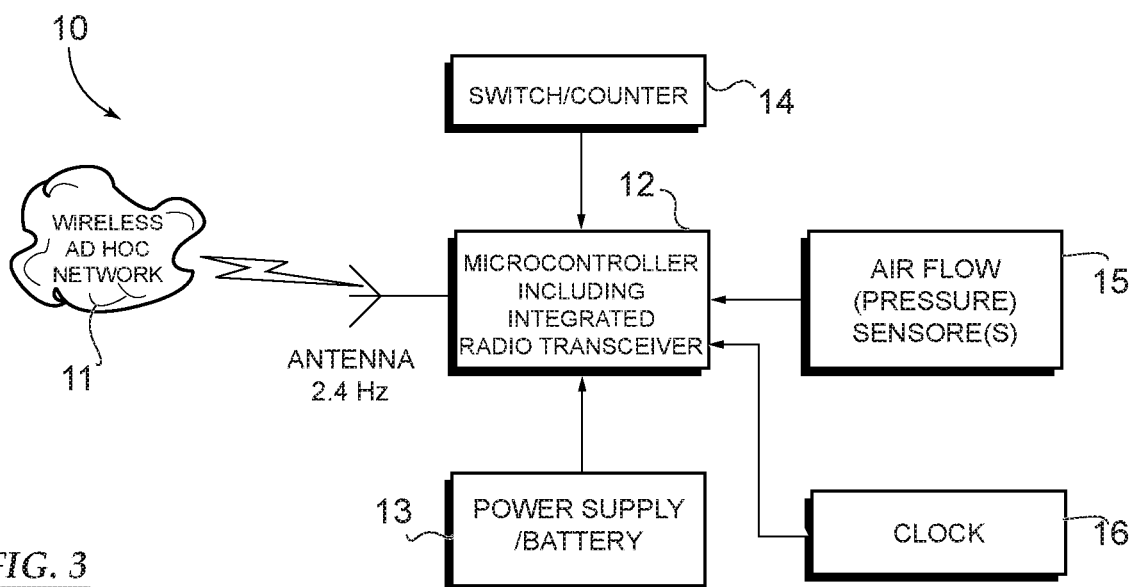 10
SWITCH/COUNTER
14
12
WIRELESS
AD HOC
NETWORK
11
ANTENNA
2.4 Hz
MICROCONTROLLER
INCLUDING
INTEGRATED
RADIO TRANSCEIVER
AIR FLOW
(PRESSURE)
SENSORE(S)
15
13
POWER SUPPLY
/BATTERY
CLOCK
16
FIG. 3